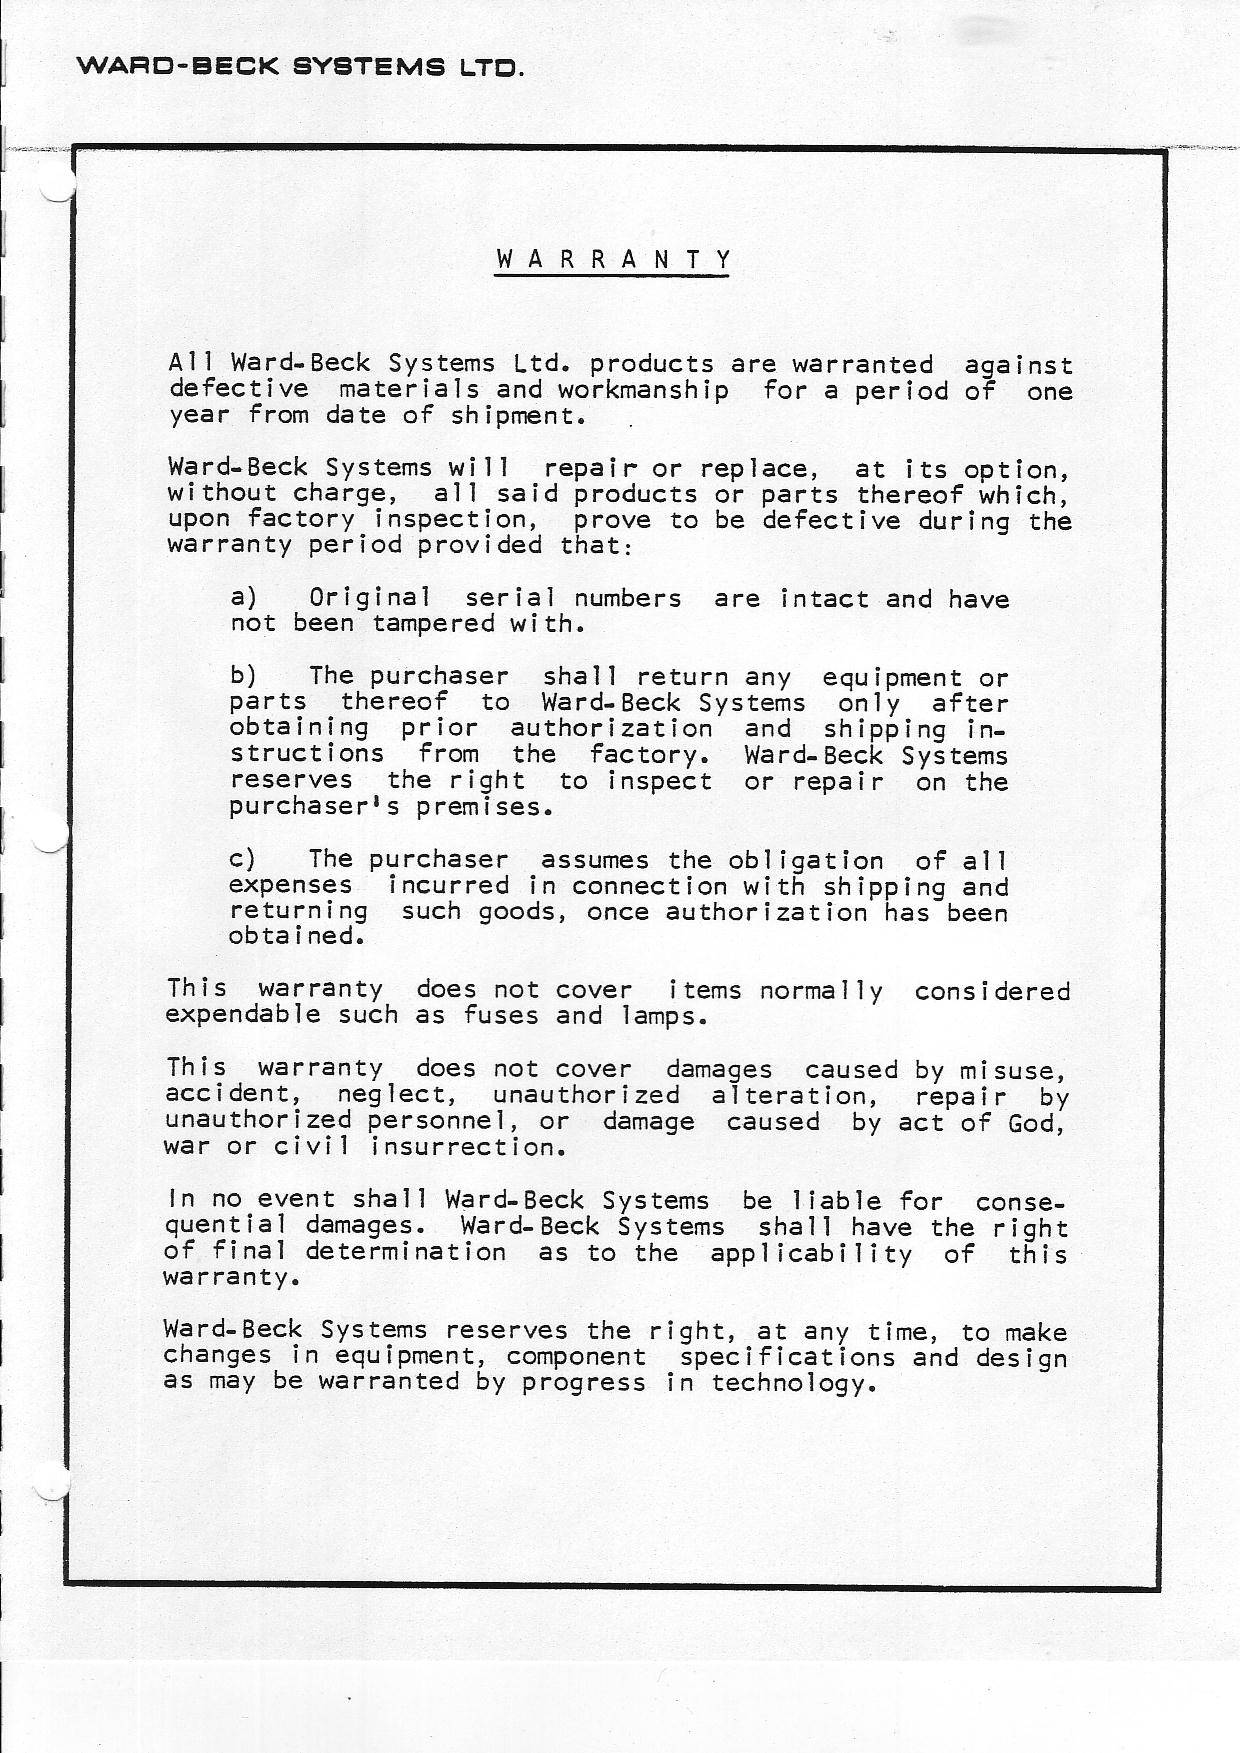 WARD-BECK SYSTEMS LTD.
WARRANTY
All Ward-Beck Systems Ltd. products are warranted against
defective materials and workmanship for a period of one
year from date of shipment.
Ward-Beck Systems will repair or replace, at its option,
without charge, all said products or parts thereof which,
upon factory inspection, prove to be defective during the
warranty period provided that:
a) Original serial numbers are intact and have
not been tampered with.
b) The purchaser shall return any equipment or
parts thereof to Ward-Beck Systems only after
obtaining prior authorization and shipping in-
structions from the factory. Ward-Beck Systems
reserves the right to inspect or repair on the
purchaser's premises.
c) The purchaser assumes the obligation of all
expenses incurred in connection with shipping and
returning such goods, once authorization has been
obtained.
This warranty does not cover items normally considered
expendable such as fuses and lamps.
This warranty does not cover damages caused by misuse,
accident, neglect, unauthorized alteration, repair by
unauthorized personnel, or damage caused by act of God,
war or civil insurrection.
In no event shall Ward-Beck Systems be liable for conse-
quential damages. Ward-Beck Systems shall have the right
of final determination as to the applicability of this
warranty.
Ward-Beck Systems reserves the right, at any time, to make
changes in equipment, component specifications and design
as may be warranted by progress in technology.